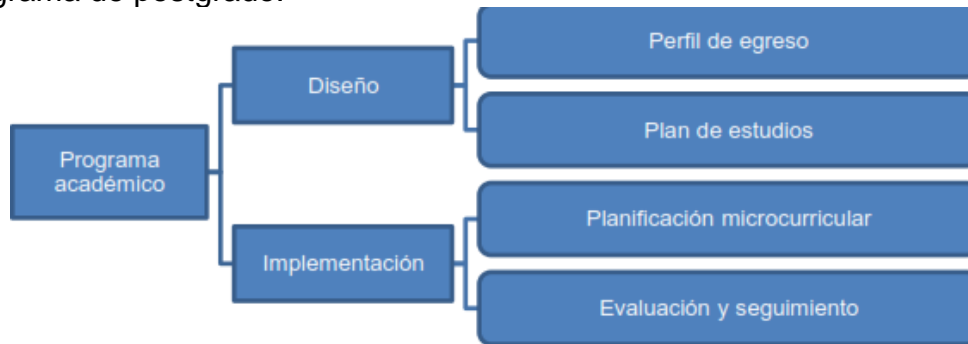 Perfil de egreso
Diseño
Plan de estudios
Programa
académico
Planificación microcurricular
Implementación
Evaluación y seguimiento